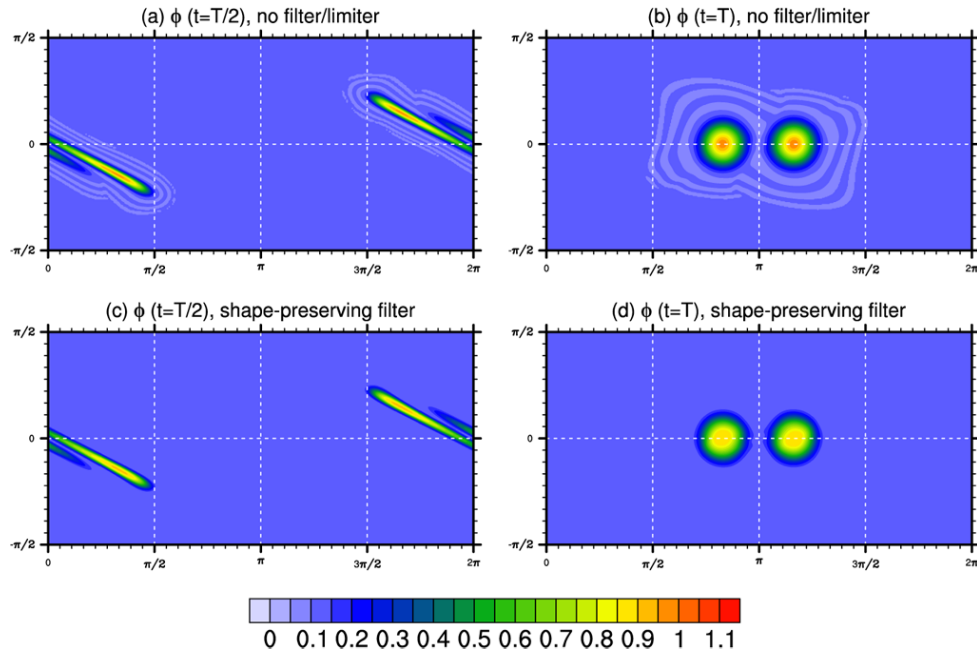 (a) ϕ (t=T/2), no filter/limiter
(b) ϕ (t=T), no filter/limiter
π/2
0
-π/2
0
π/2
π
3π/2
2π
π/2
0
-π/2
0
π/2
π
3π/2
2π
(c) ϕ (t=T/2), shape-preserving filter
(d) ϕ (t=T), shape-preserving filter
π/2
0
-π/2
0
π/2
π
3π/2
2π
π/2
0
-π/2
0
π/2
π
3π/2
2π
0 0.1 0.2 0.3 0.4 0.5 0.6 0.7 0.8 0.9 1 1.1